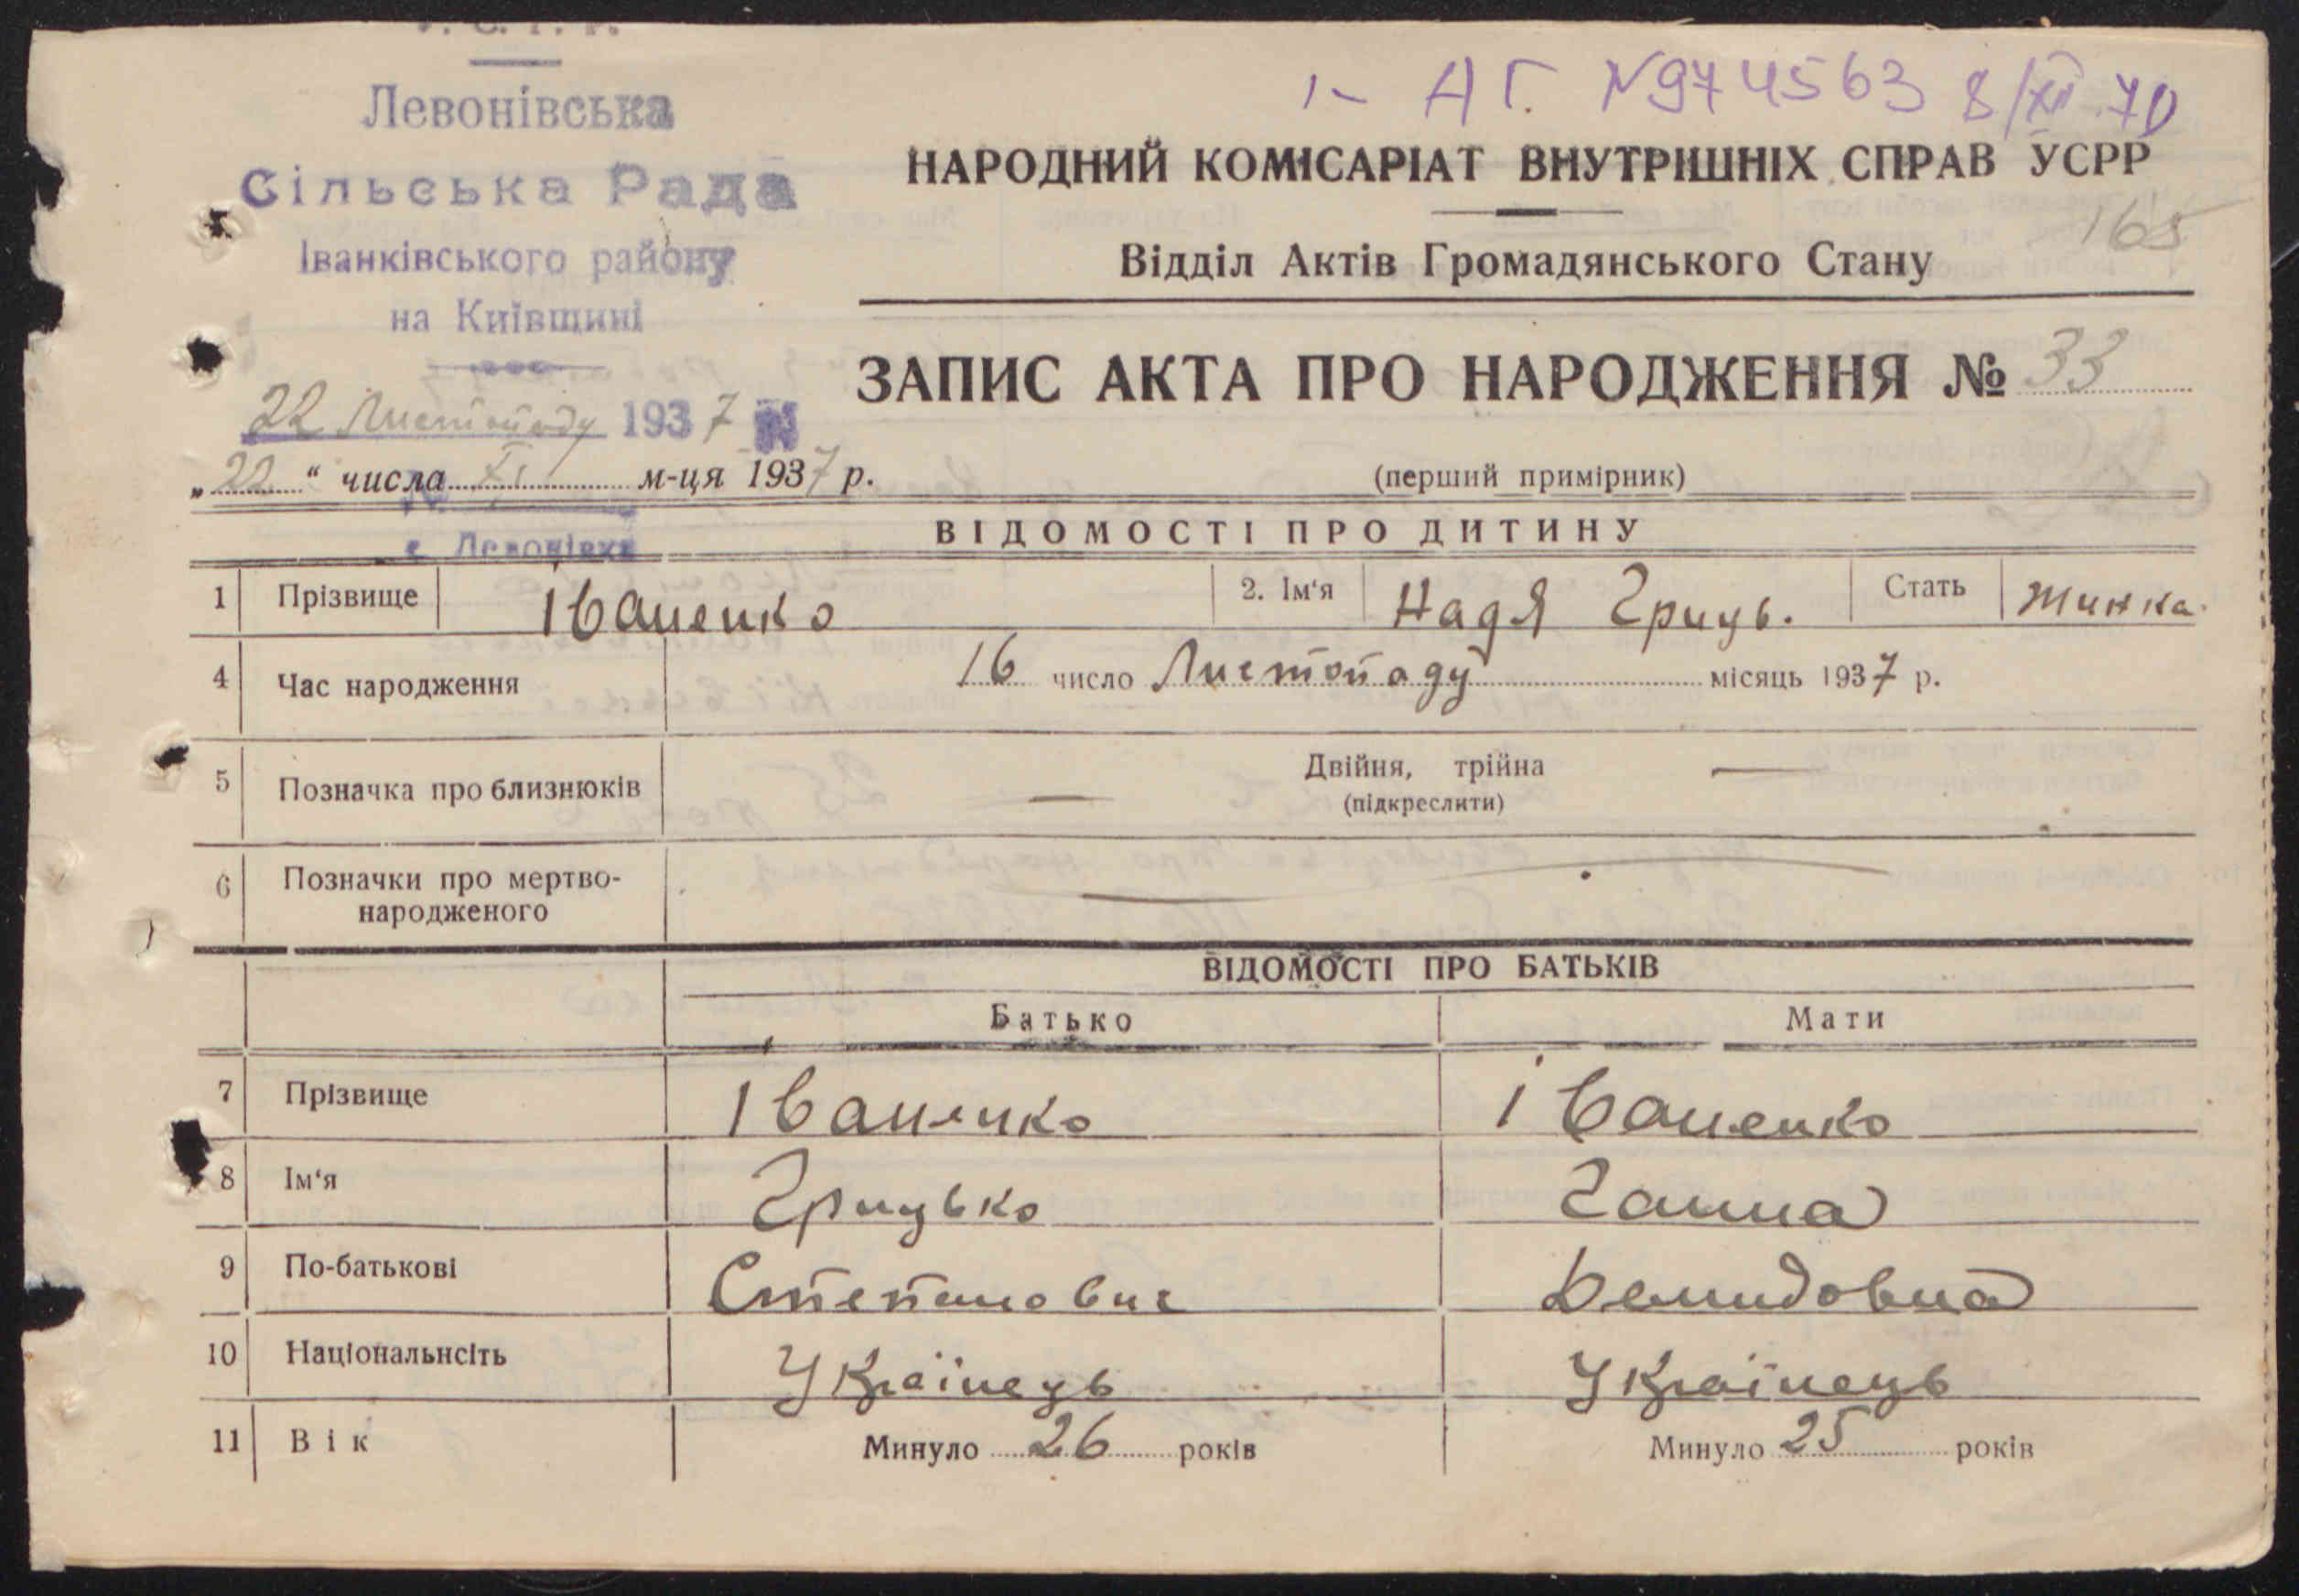 У. С. Р. Р.
Левонівська
Сільська Рада
Іванківського району
на Київщині
22 Листопаду 1937
„22“ числа XI м-ця 1937 р.
с Левонівка
1- НГ. N974563 8/XII 70
НАРОДНИЙ КОМІСАРІАТ ВНУТРІШНІХ СПРАВ УСРР
165
Відділ Актів Громадянського Стану
ЗАПИС АКТА ПРО НАРОДЖЕННЯ № 33
(перший примірник)
ВІДОМОСТІ ПРО ДИТИНУ
1 Прізвище Іваненко 2. Ім‘я Надя Гриць. Стать Жинка.
4 Час народження 16 число Листопаду місяць 1937 р.
5 Позначка про близнюків — Двійня, трійна —
(підкреслити)
6 Позначки про мертво-
народженого —
ВІДОМОСТІ ПРО БАТЬКІВ
Батько Мати
7 Прізвище Іваненко Іваненко
8 Ім‘я Грицько Ганна
9 По-батькові Степанович Демидовна
10 Національнсіть Українець Українець
11 Вік Минуло 26 років Минуло 25 років